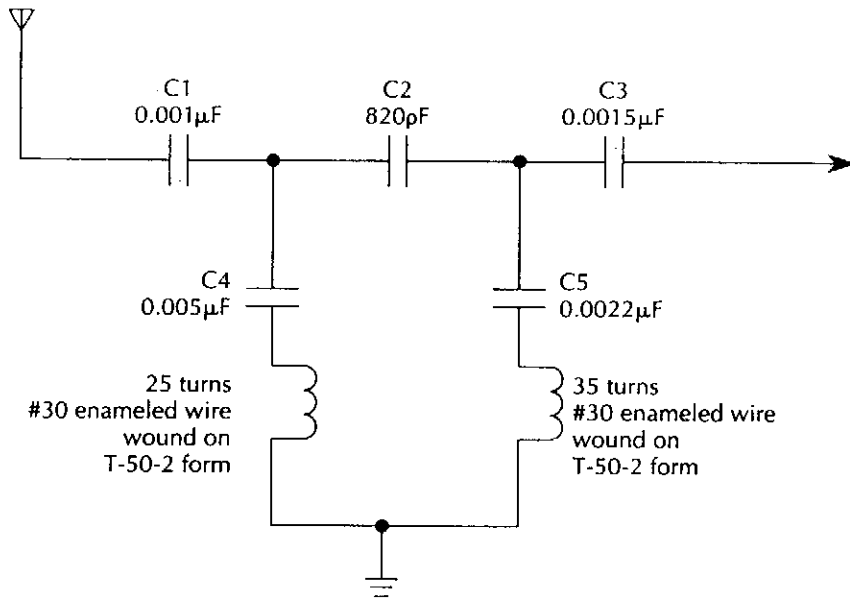 C1
0.001µF
C2
820pF
C3
0.0015µF
C4
0.005µF
C5
0.0022µF
25 turns
#30 enameled wire
wound on
T-50-2 form
35 turns
#30 enameled wire
wound on
T-50-2 form